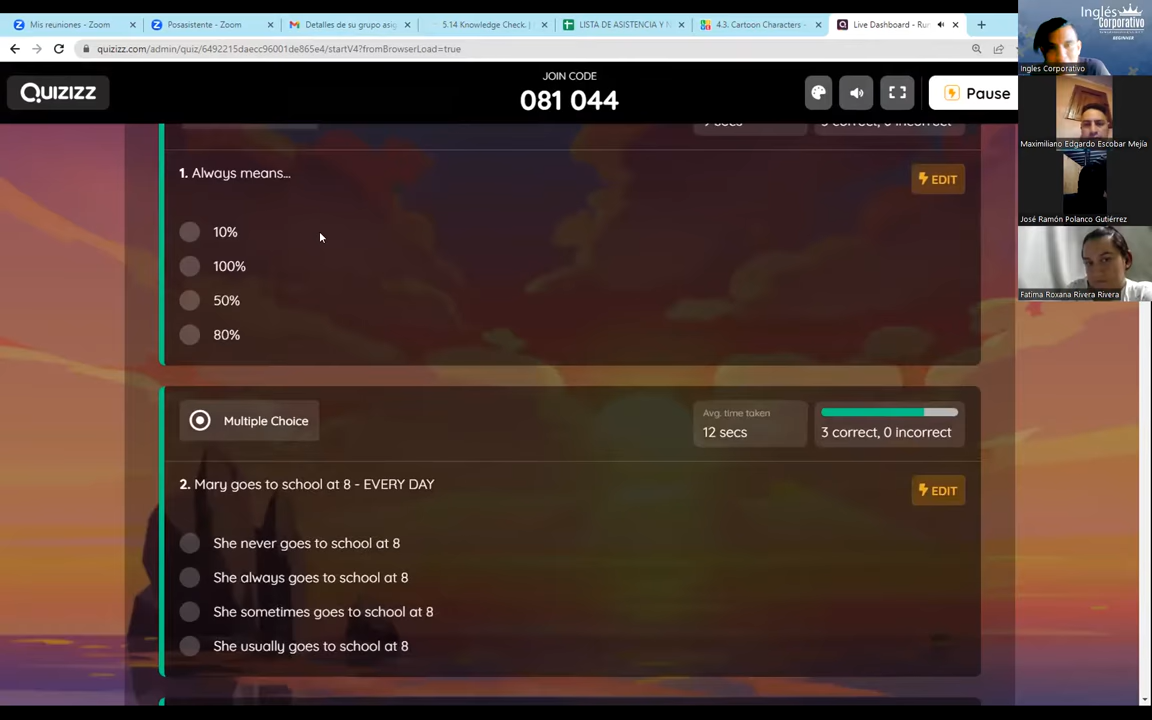 Mis reuniones - Zoom
Posasistente - Zoom
Detalles de su grupo asig
5.14 Knowledge Check. |
LISTA DE ASISTENCIA Y N
4.3. Cartoon Characters -
Live Dashboard - Ru
quizizz.com/admin/quiz/6492215daecc96001de865e4/startV4?fromBrowserLoad=true
Inglés
Corporativo
BEGINNER
Ingles Corporativo
Maximiliano Edgardo Escobar Mejía
José Ramón Polanco Gutiérrez
Fatima Roxana Rivera Rivera
QUIZIZZ
JOIN CODE
081 044
Pause
1. Always means...
EDIT
10%
100%
50%
80%
Multiple Choice
Avg. time taken
12 secs
3 correct, 0 incorrect
2. Mary goes to school at 8 - EVERY DAY
EDIT
She never goes to school at 8
She always goes to school at 8
She sometimes goes to school at 8
She usually goes to school at 8